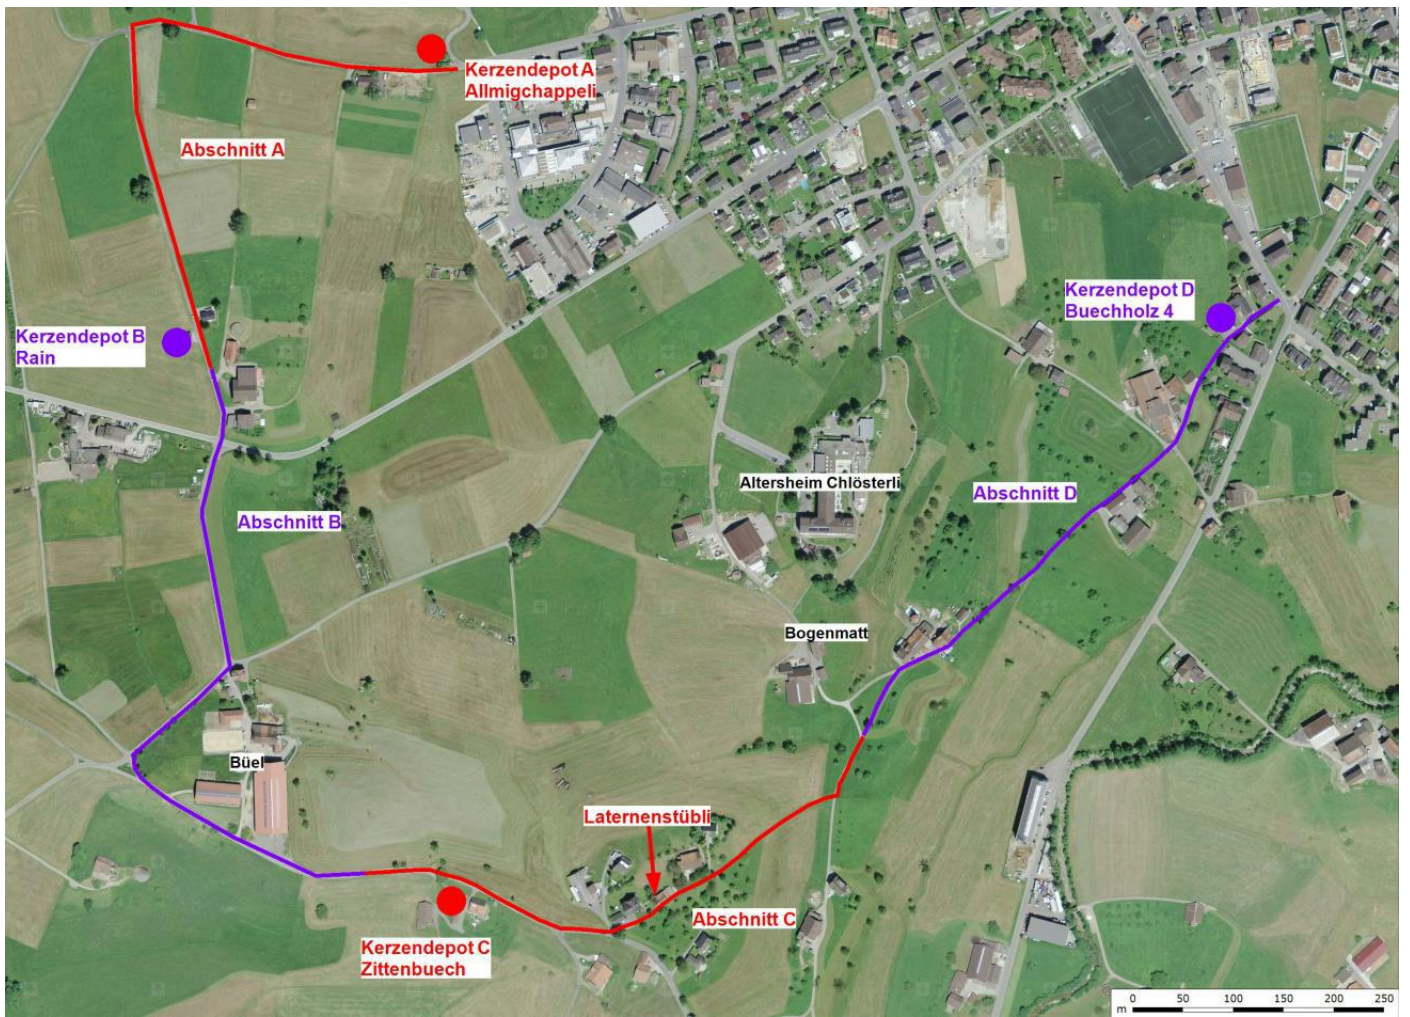 Kerzendepot A
Allmigchappeli
Abschnitt A
Kerzendepot B
Rain
Kerzendepot D
Buechholz 4
Altersheim Chlösterli
Abschnitt D
Abschnitt B
Bogenmatt
Büel
Laternenstübli
Abschnitt C
Kerzendepot C
Zittenbuech
m 0 50 100 150 200 250